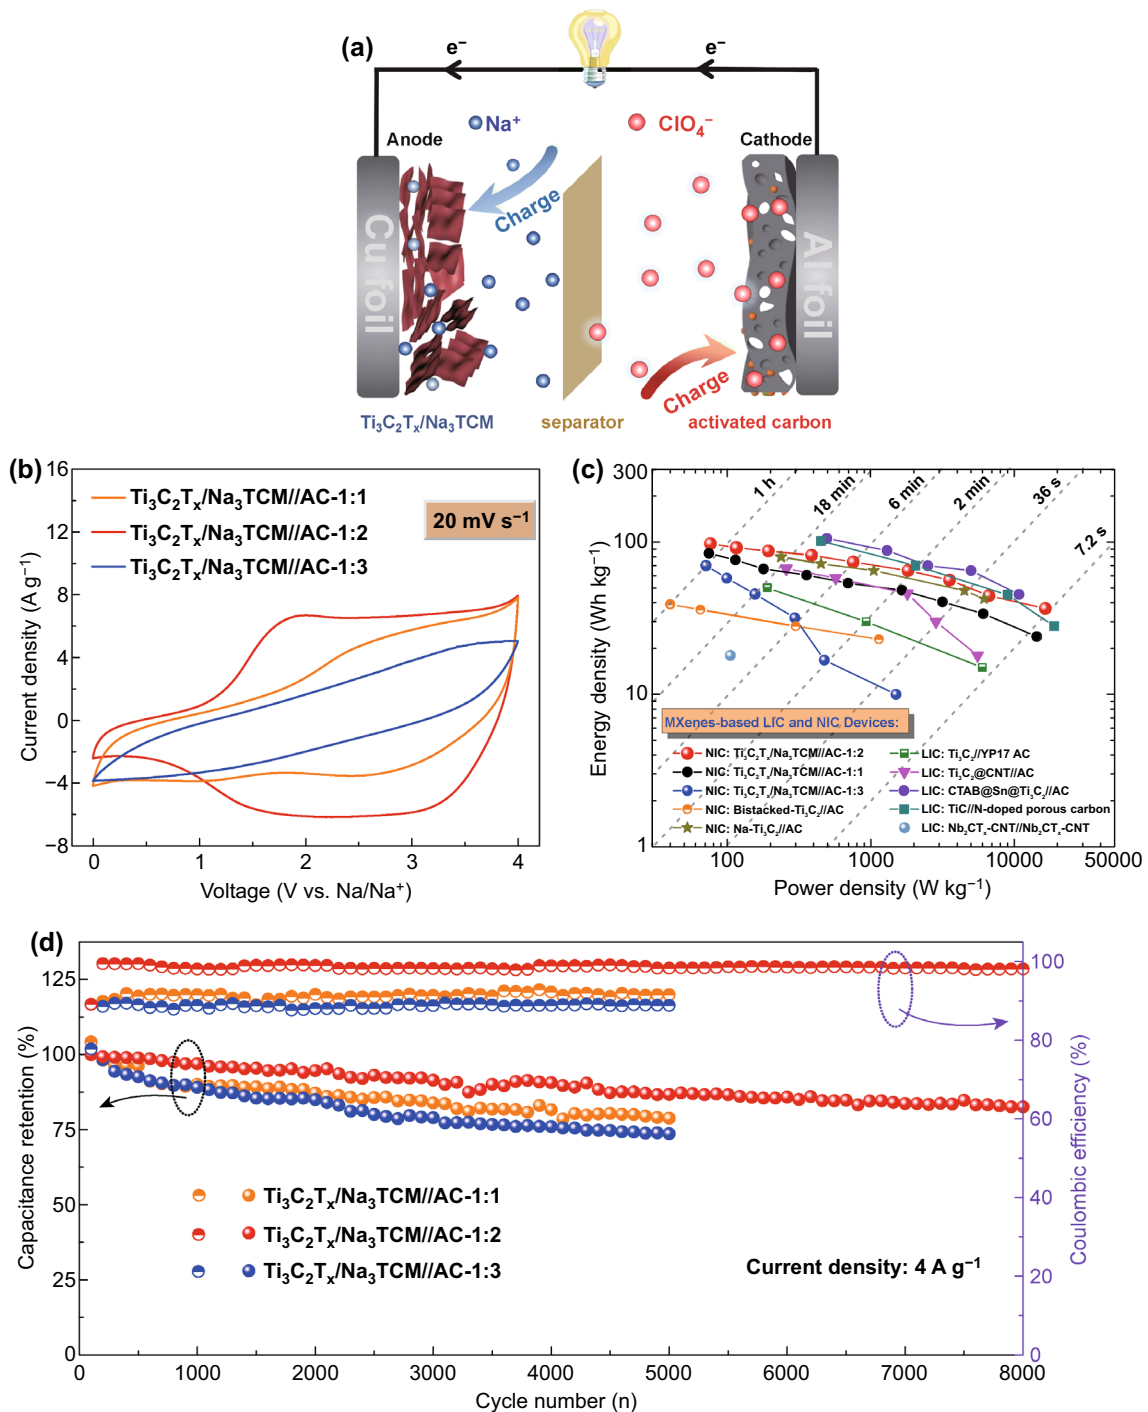 (a)
e⁻
e⁻
Na⁺
ClO₄⁻
Anode
Cathode
Charge
Cu foil
Al foil
Charge
Ti₃C₂Tₓ/Na₃TCM
separator
activated carbon
(b)
Current density (A g⁻¹)
16
12
8
4
0
−4
−8
Ti₃C₂Tₓ/Na₃TCM//AC-1:1
Ti₃C₂Tₓ/Na₃TCM//AC-1:2
Ti₃C₂Tₓ/Na₃TCM//AC-1:3
20 mV s⁻¹
0
1
2
3
4
Voltage (V vs. Na/Na⁺)
(c)
Energy density (Wh kg⁻¹)
300
100
10
1
1 h
18 min
6 min
2 min
36 s
7.2 s
MXenes-based LIC and NIC Devices:
NIC: Ti₃C₂Tₓ/Na₃TCM//AC-1:2
NIC: Ti₃C₂Tₓ/Na₃TCM//AC-1:1
NIC: Ti₃C₂Tₓ/Na₃TCM//AC-1:3
NIC: Bistacked-Ti₃C₂//AC
NIC: Na-Ti₃C₂//AC
LIC: Ti₃C₂//YP17 AC
LIC: Ti₃C₂@CNT//AC
LIC: CTAB@Sn@Ti₃C₂//AC
LIC: TiC//N-doped porous carbon
LIC: Nb₂CTₓ-CNT//Nb₂CTₓ-CNT
100
1000
10000
50000
Power density (W kg⁻¹)
(d)
Capacitance retention (%)
125
100
75
50
25
0
Ti₃C₂Tₓ/Na₃TCM//AC-1:1
Ti₃C₂Tₓ/Na₃TCM//AC-1:2
Ti₃C₂Tₓ/Na₃TCM//AC-1:3
Current density: 4 A g⁻¹
100
80
60
40
20
0
Coulombic efficiency (%)
0
1000
2000
3000
4000
5000
6000
7000
8000
Cycle number (n)